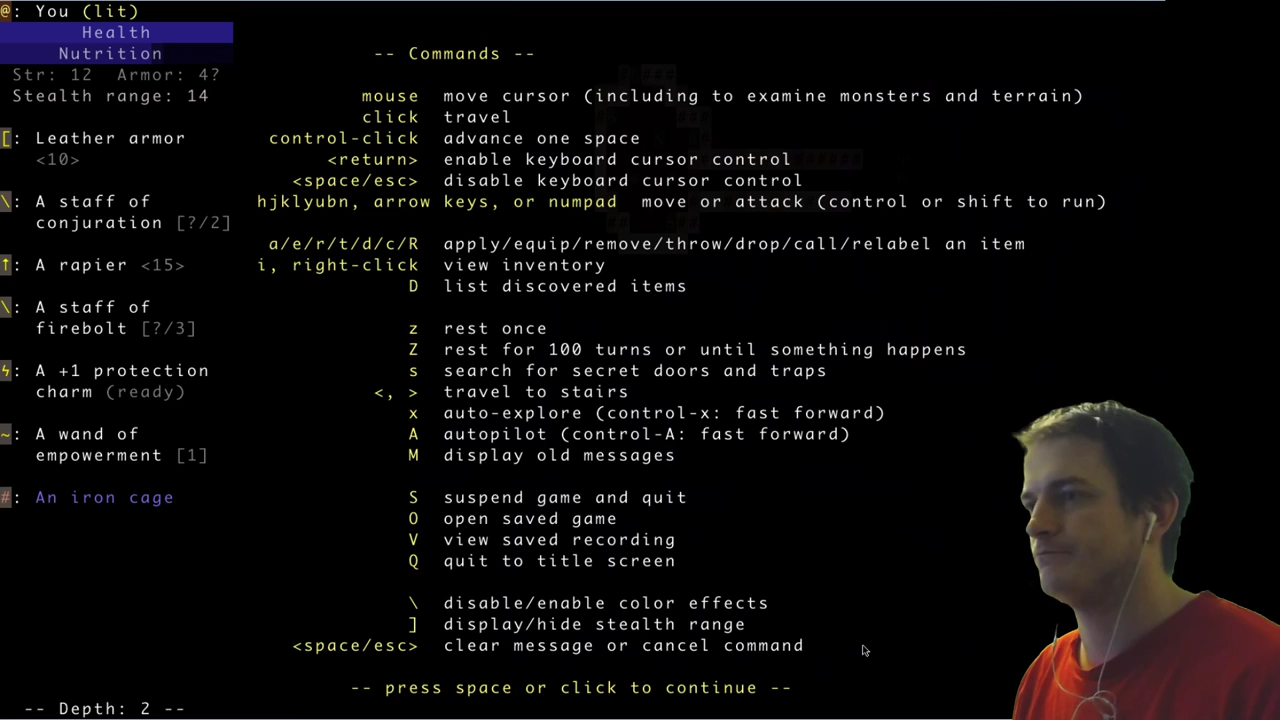 @: You (lit)
Health
Nutrition
Str: 12  Armor: 4?
Stealth range: 14
[: Leather armor
<10>
\: A staff of
conjuration [?/2]
↑: A rapier <15>
\: A staff of
firebolt [?/3]
ϟ: A +1 protection
charm (ready)
~: A wand of
empowerment [1]
#: An iron cage
-- Depth: 2 --
-- Commands --
mouse  move cursor (including to examine monsters and terrain)
click  travel
control-click  advance one space
<return>  enable keyboard cursor control
<space/esc>  disable keyboard cursor control
hjklyubn, arrow keys, or numpad  move or attack (control or shift to run)
a/e/r/t/d/c/R  apply/equip/remove/throw/drop/call/relabel an item
i, right-click  view inventory
D  list discovered items
z  rest once
Z  rest for 100 turns or until something happens
s  search for secret doors and traps
<, >  travel to stairs
x  auto-explore (control-x: fast forward)
A  autopilot (control-A: fast forward)
M  display old messages
S  suspend game and quit
O  open saved game
V  view saved recording
Q  quit to title screen
\  disable/enable color effects
]  display/hide stealth range
<space/esc>  clear message or cancel command
-- press space or click to continue --